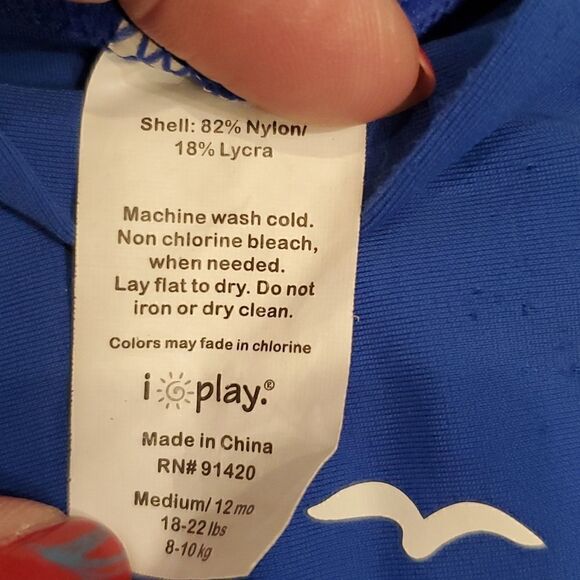 Shell: 82% Nylon/
18% Lycra
Machine wash cold.
Non chlorine bleach,
when needed.
Lay flat to dry. Do not
iron or dry clean.
Colors may fade in chlorine
i play.®
Made in China
RN# 91420
Medium/ 12 mo
18-22 lbs
8-10 kg